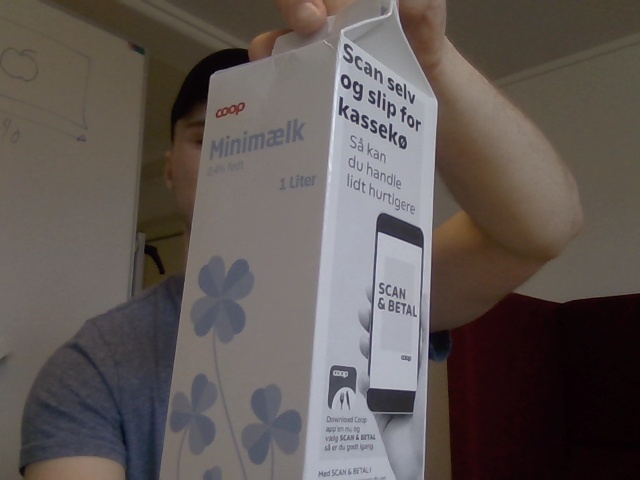 coop
Minimælk
0,4% fedt
1 Liter
Scan selv
og slip for
kassekø
Så kan
du handle
lidt hurtigere
SCAN
& BETAL
coop
coop
Download Coop
app'en nu og
vælg SCAN & BETAL
så er du godt igang.
Med SCAN & BETAL i